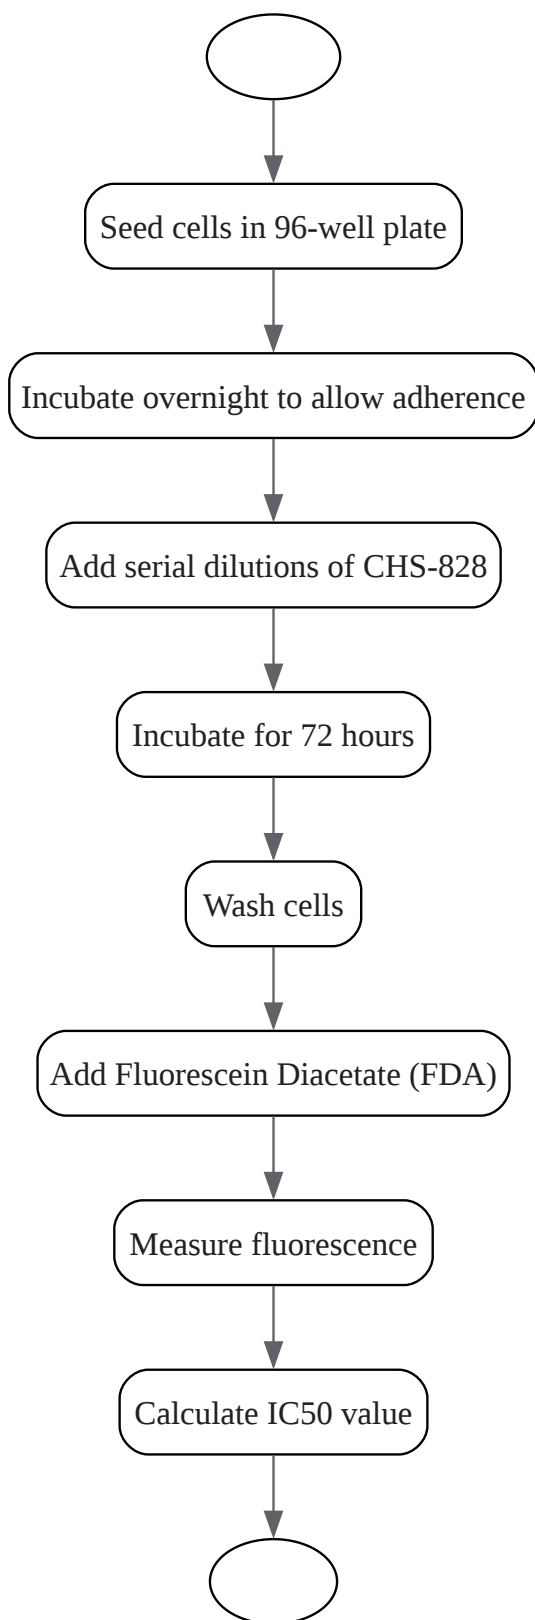 Seed cells in 96-well plate
Incubate overnight to allow adherence
Add serial dilutions of CHS-828
Incubate for 72 hours
Wash cells
Add Fluorescein Diacetate (FDA)
Measure fluorescence
Calculate IC50 value